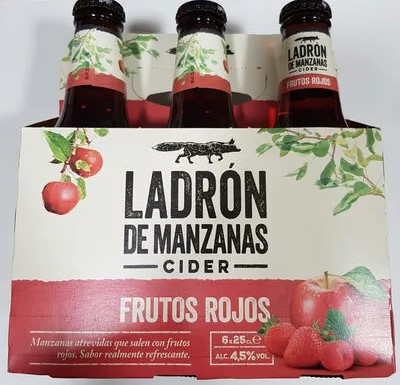 LADRÓN
DE MANZANAS
CIDER
FRUTOS ROJOS
LADRÓN
DE MANZANAS
CIDER
FRUTOS ROJOS
Manzanas atrevidas que salen con frutos
rojos. Sabor realmente refrescante.
6x25cl℮
ALC. 4,5% VOL.